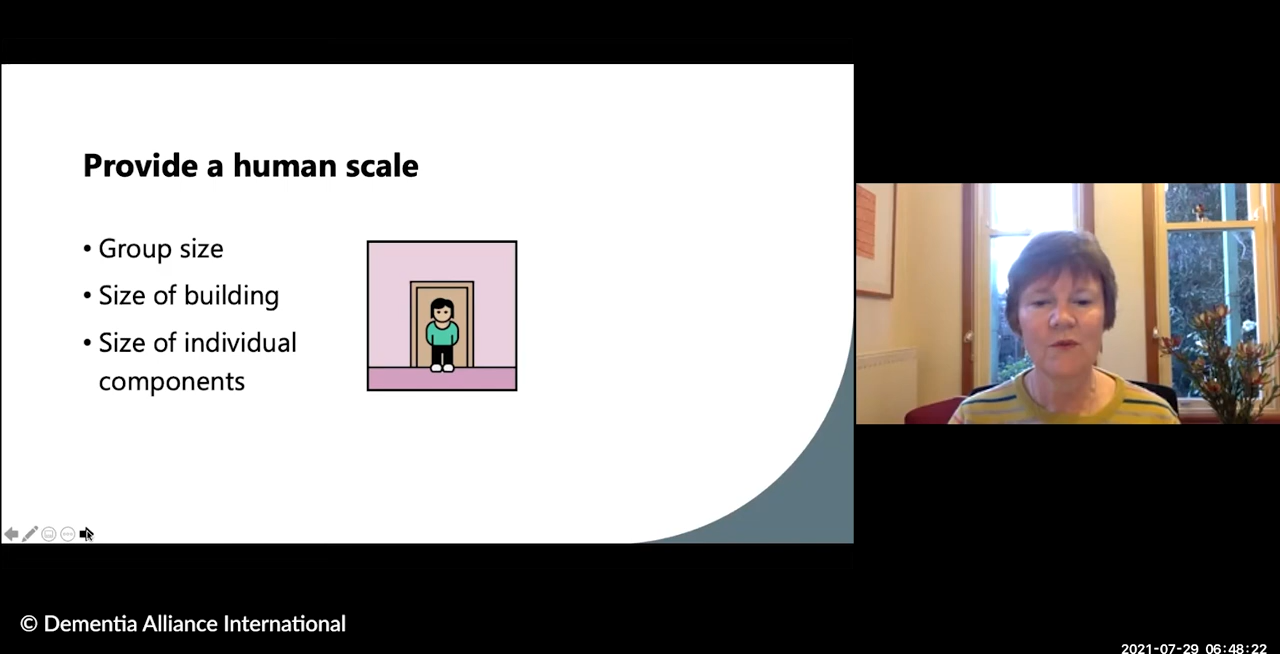 Provide a human scale
• Group size
• Size of building
• Size of individual
components
© Dementia Alliance International
2021-07-29 06:48:22